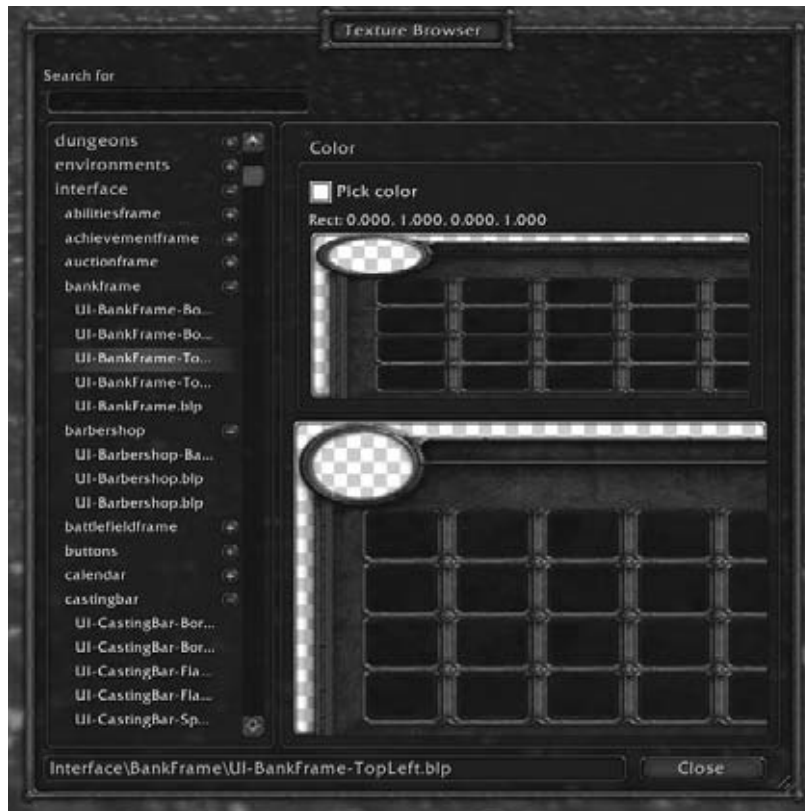 Texture Browser
Search for
dungeons
environments
interface
abilitiesframe
achievementframe
auctionframe
bankframe
UI-BankFrame-Bo...
UI-BankFrame-Bo...
UI-BankFrame-To...
UI-BankFrame-To...
UI-BankFrame.blp
barbershop
UI-Barbershop-Ba...
UI-Barbershop.blp
UI-Barbershop.blp
battlefieldframe
buttons
calendar
castingbar
UI-CastingBar-Bor...
UI-CastingBar-Bor...
UI-CastingBar-Fla...
UI-CastingBar-Fla...
UI-CastingBar-Sp...
Color
Pick color
Rect: 0.000, 1.000, 0.000, 1.000
Interface\BankFrame\UI-BankFrame-TopLeft.blp
Close